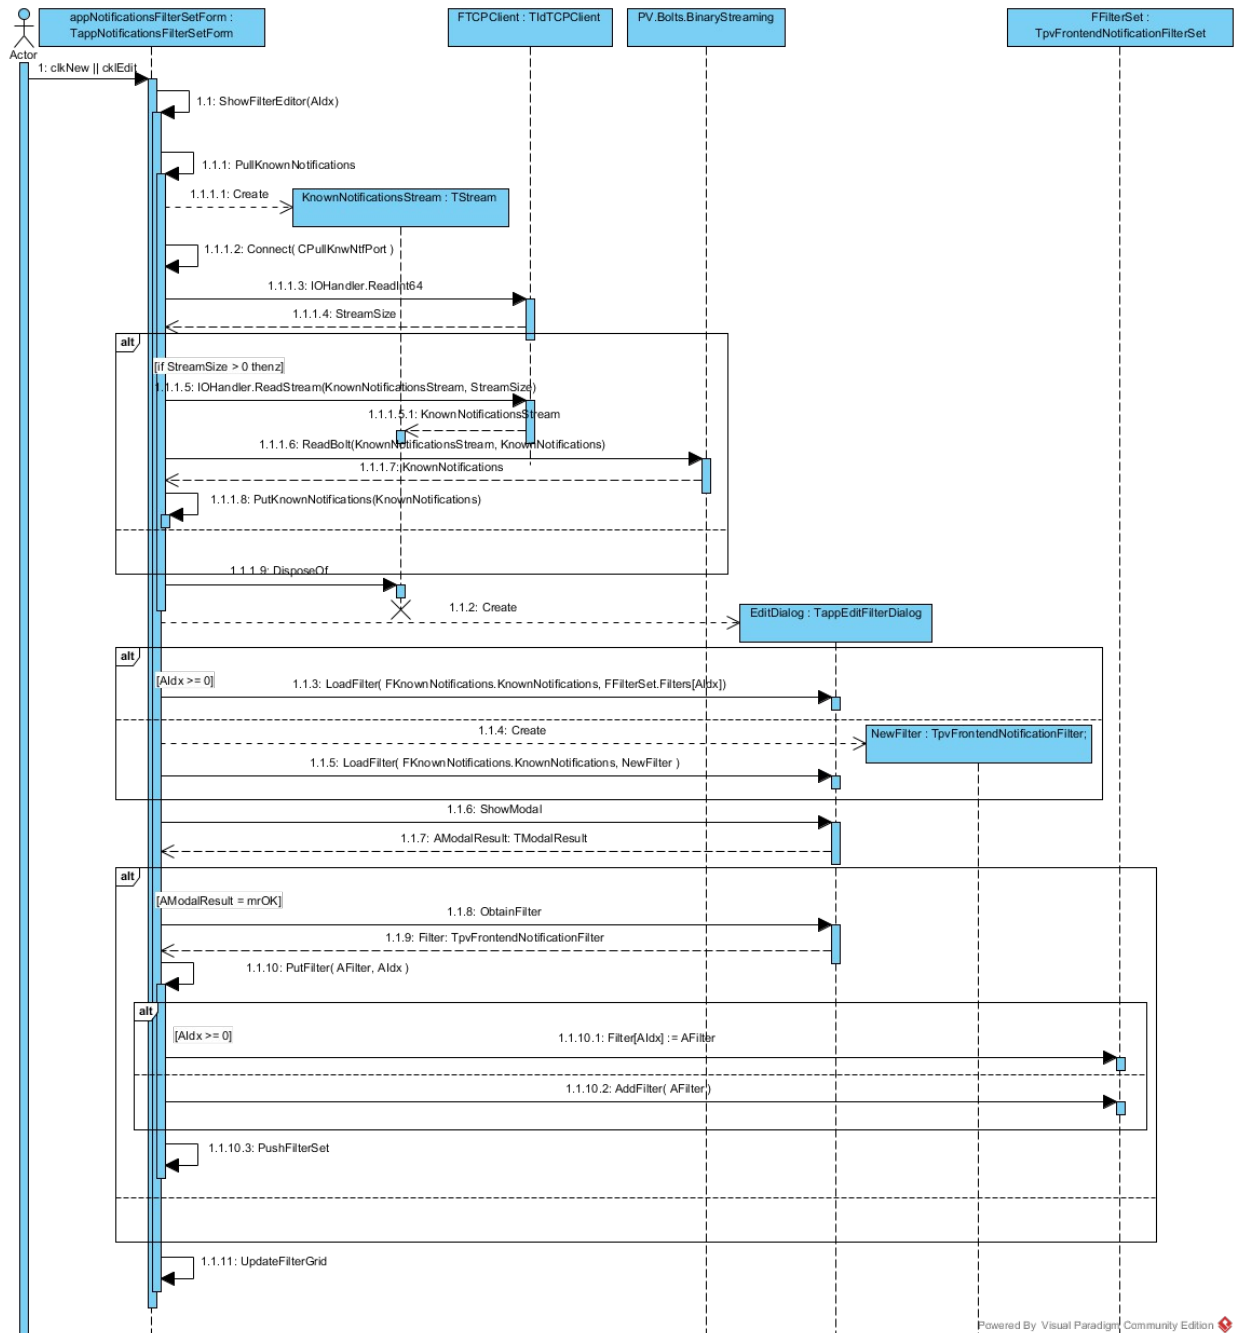 appNotificationsFilterSetForm :
TappNotificationsFilterSetForm
FTCPClient : TIdTCPClient
PV.Bolts.BinaryStreaming
FFilterSet :
TpvFrontendNotificationFilterSet
Actor
1: clkNew || cklEdit
1.1: ShowFilterEditor(AIdx)
1.1.1: PullKnownNotifications
1.1.1.1: Create
KnownNotificationsStream : TStream
1.1.1.2: Connect( CPullKnwNtfPort )
1.1.1.3: IOHandler.ReadInt64
1.1.1.4: StreamSize
alt
[if StreamSize > 0 thenz]
1.1.1.5: IOHandler.ReadStream(KnownNotificationsStream, StreamSize)
1.1.1.5.1: KnownNotificationsStream
1.1.1.6: ReadBolt(KnownNotificationsStream, KnownNotifications)
1.1.1.7: KnownNotifications
1.1.1.8: PutKnownNotifications(KnownNotifications)
1.1.1.9: DisposeOf
1.1.2: Create
EditDialog : TappEditFilterDialog
alt
[AIdx >= 0]
1.1.3: LoadFilter( FKnownNotifications.KnownNotifications, FFilterSet.Filters[AIdx])
1.1.4: Create
NewFilter : TpvFrontendNotificationFilter;
1.1.5: LoadFilter( FKnownNotifications.KnownNotifications, NewFilter )
1.1.6: ShowModal
1.1.7: AModalResult: TModalResult
alt
[AModalResult = mrOK]
1.1.8: ObtainFilter
1.1.9: Filter: TpvFrontendNotificationFilter
1.1.10: PutFilter( AFilter, AIdx )
alt
[AIdx >= 0]
1.1.10.1: Filter[AIdx] := AFilter
1.1.10.2: AddFilter( AFilter )
1.1.10.3: PushFilterSet
1.1.11: UpdateFilterGrid
Powered By Visual Paradigm Community Edition